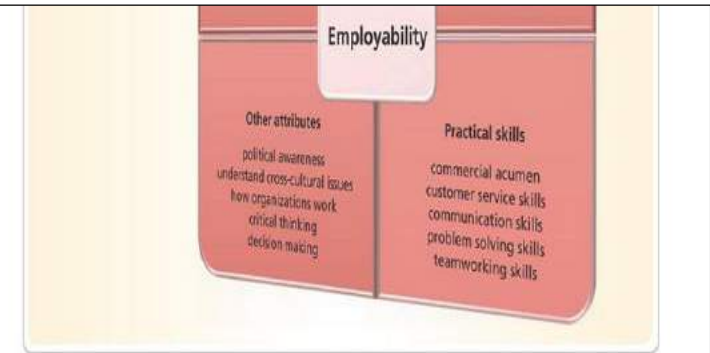 Employability
Other attributes
political awareness
understand cross-cultural issues
how organizations work
critical thinking
decision making
Practical skills
commercial acumen
customer service skills
communication skills
problem solving skills
teamworking skills